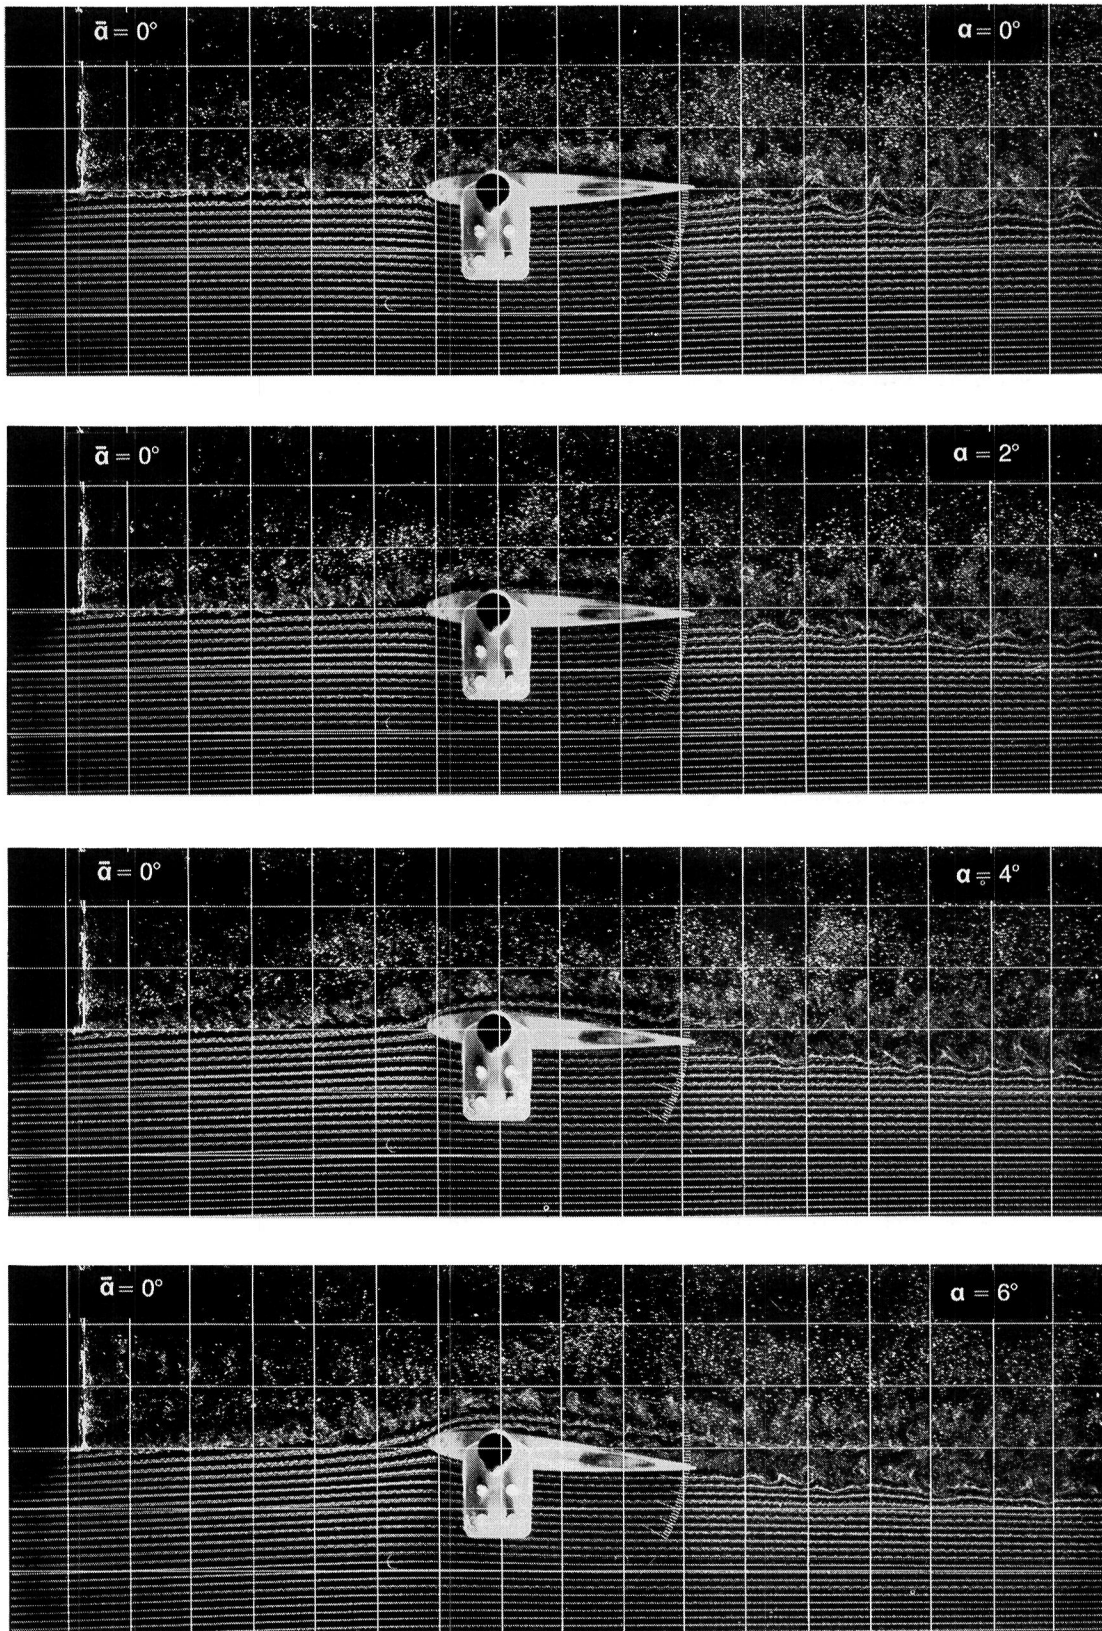 ᾱ = 0° α = 0°
ᾱ = 0° α = 2°
ᾱ = 0° α = 4°
ᾱ = 0° α = 6°